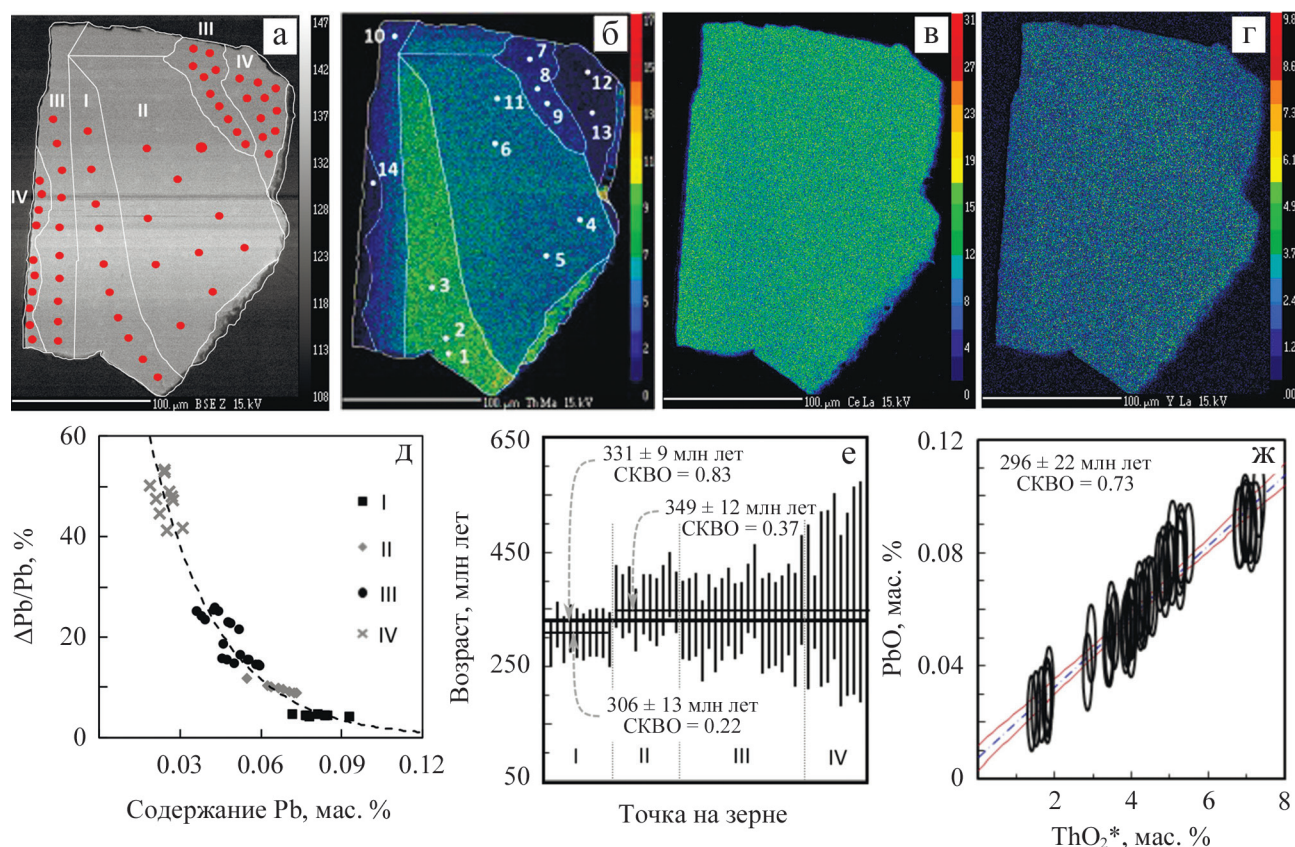 а
III
IV
I
II
III
IV
147
142
137
132
128
123
118
113
108
100. µm BSE Z 15.kV
б
10
7
8
9
12
11
13
6
14
4
5
3
2
1
17
15
13
11
10
9
7
5
3
2
0
100. µm Th Ma 15.kV
в
31
27
23
19
15
12
8
4
0
100. µm Ce La 15.kV
г
9.8
8.6
7.3
6.1
4.9
3.7
2.4
1.2
.00
100. µm Y La 15.kV
д
60
40
20
0
0.03 0.06 0.09 0.12
ΔPb/Pb, %
Содержание Pb, мас. %
I
II
III
IV
е
650
450
250
50
Возраст, млн лет
331 ± 9 млн лет
СКВО = 0.83
349 ± 12 млн лет
СКВО = 0.37
306 ± 13 млн лет
СКВО = 0.22
I II III IV
Точка на зерне
ж
0.12
0.08
0.04
0
2 4 6 8
PbO, мас. %
296 ± 22 млн лет
СКВО = 0.73
ThO₂*, мас. %